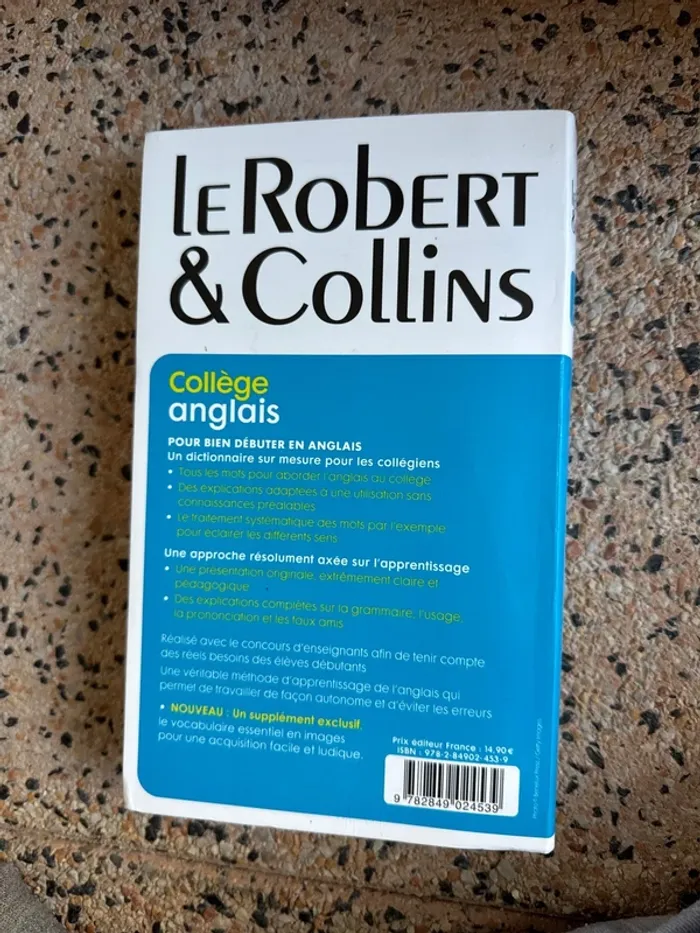 LE ROBERT
& COLLINS
Collège
anglais
POUR BIEN DÉBUTER EN ANGLAIS
Un dictionnaire sur mesure pour les collégiens
• Tous les mots pour aborder l'anglais au collège
• Des explications adaptées à une utilisation sans
connaissances préalables
• Le traitement systématique des mots par l'exemple
pour éclairer les différents sens
Une approche résolument axée sur l'apprentissage
• Une présentation originale, extrêmement claire et
pédagogique
• Des explications complètes sur la grammaire, l'usage,
la prononciation et les faux amis
Réalisé avec le concours d'enseignants afin de tenir compte
des réels besoins des élèves débutants
Une véritable méthode d'apprentissage de l'anglais qui
permet de travailler de façon autonome et d'éviter les erreurs
• NOUVEAU : Un supplément exclusif,
le vocabulaire essentiel en images
pour une acquisition facile et ludique.
Prix éditeur France : 14,90 €
ISBN : 978-2-84902-453-9
9 782849 024539